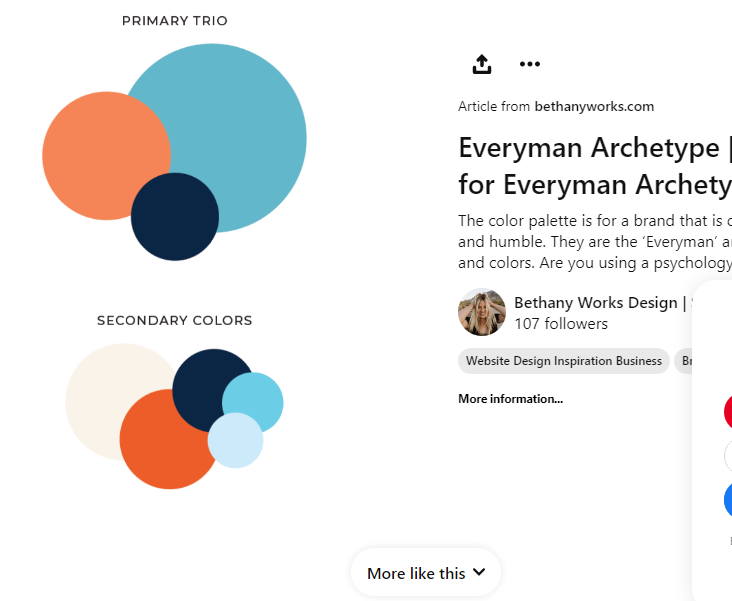 PRIMARY TRIO
SECONDARY COLORS
Article from bethanyworks.com
Everyman Archetype |
for Everyman Archety
The color palette is for a brand that is
and humble. They are the ‘Everyman’
and colors. Are you using a psychology
Bethany Works Design |
107 followers
Website Design Inspiration Business
More information...
More like this